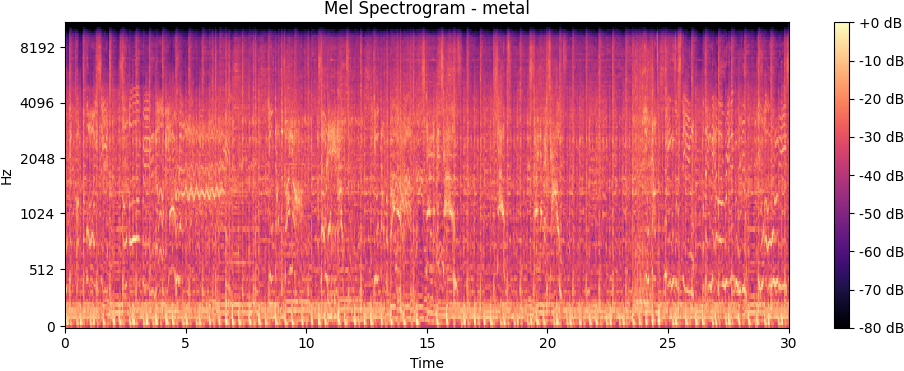 Mel Spectrogram - metal
8192
4096
2048
1024
512
0
Hz
0 5 10 15 20 25 30
Time
+0 dB
-10 dB
-20 dB
-30 dB
-40 dB
-50 dB
-60 dB
-70 dB
-80 dB